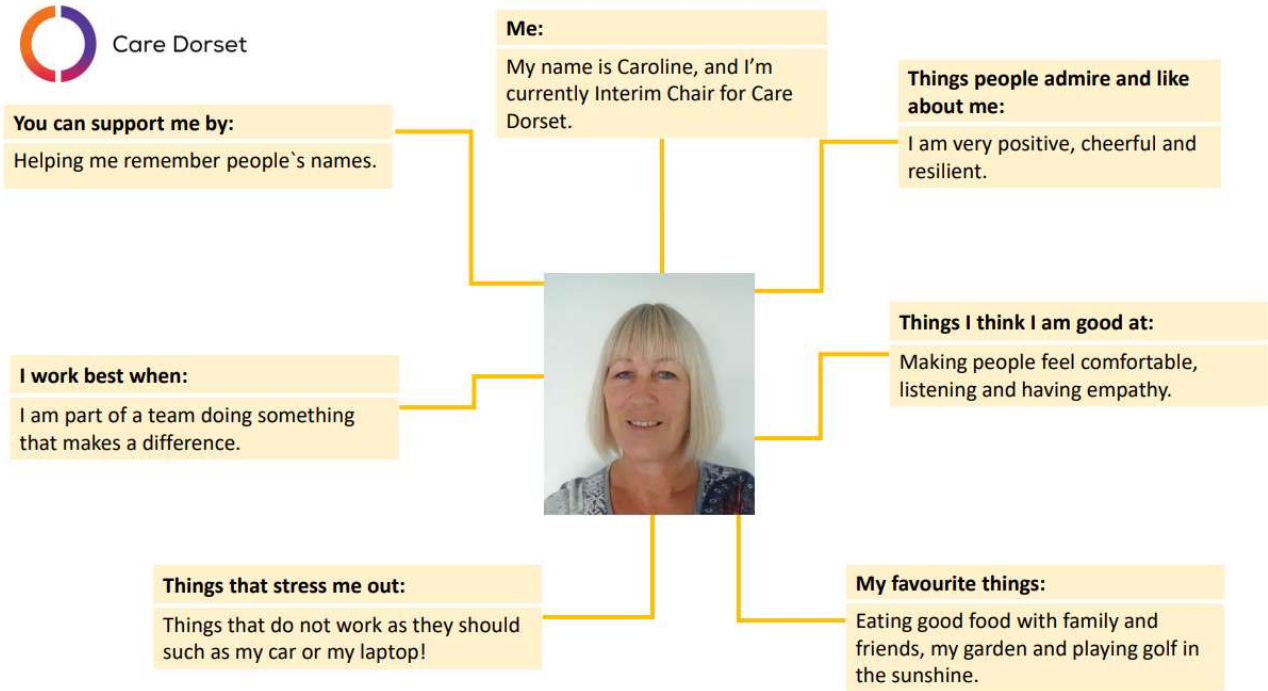 Care Dorset
Me:
My name is Caroline, and I'm
currently Interim Chair for Care
Dorset.
Things people admire and like
about me:
I am very positive, cheerful and
resilient.
You can support me by:
Helping me remember people`s names.
Things I think I am good at:
Making people feel comfortable,
listening and having empathy.
I work best when:
I am part of a team doing something
that makes a difference.
Things that stress me out:
Things that do not work as they should
such as my car or my laptop!
My favourite things:
Eating good food with family and
friends, my garden and playing golf in
the sunshine.